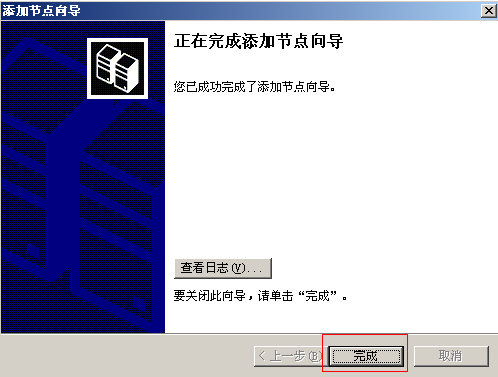 添加节点向导
正在完成添加节点向导
您已成功完成了添加节点向导。
查看日志(V)...
要关闭此向导,请单击“完成”。
< 上一步(B)
完成
取消